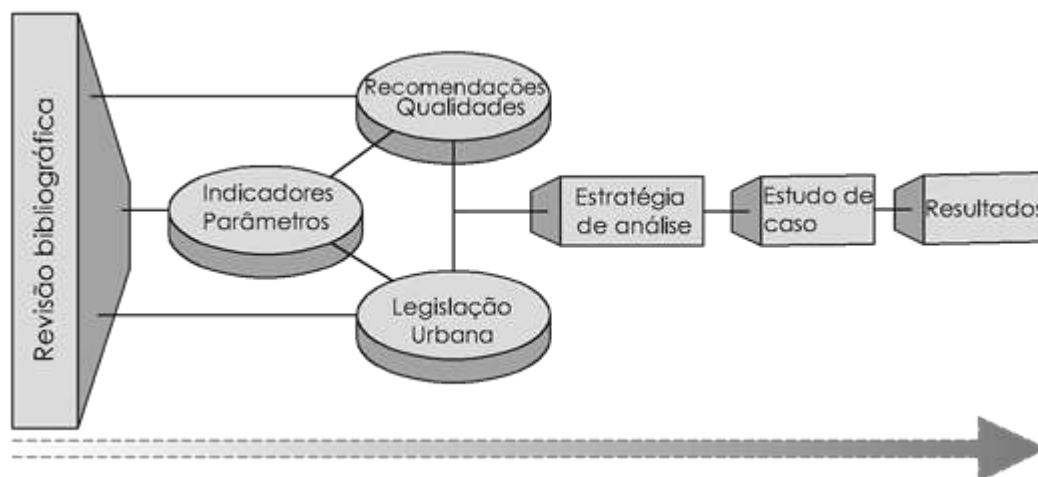 Revisão bibliográfica
Recomendações
Qualidades
Indicadores
Parâmetros
Legislação
Urbana
Estratégia
de análise
Estudo de
caso
Resultados